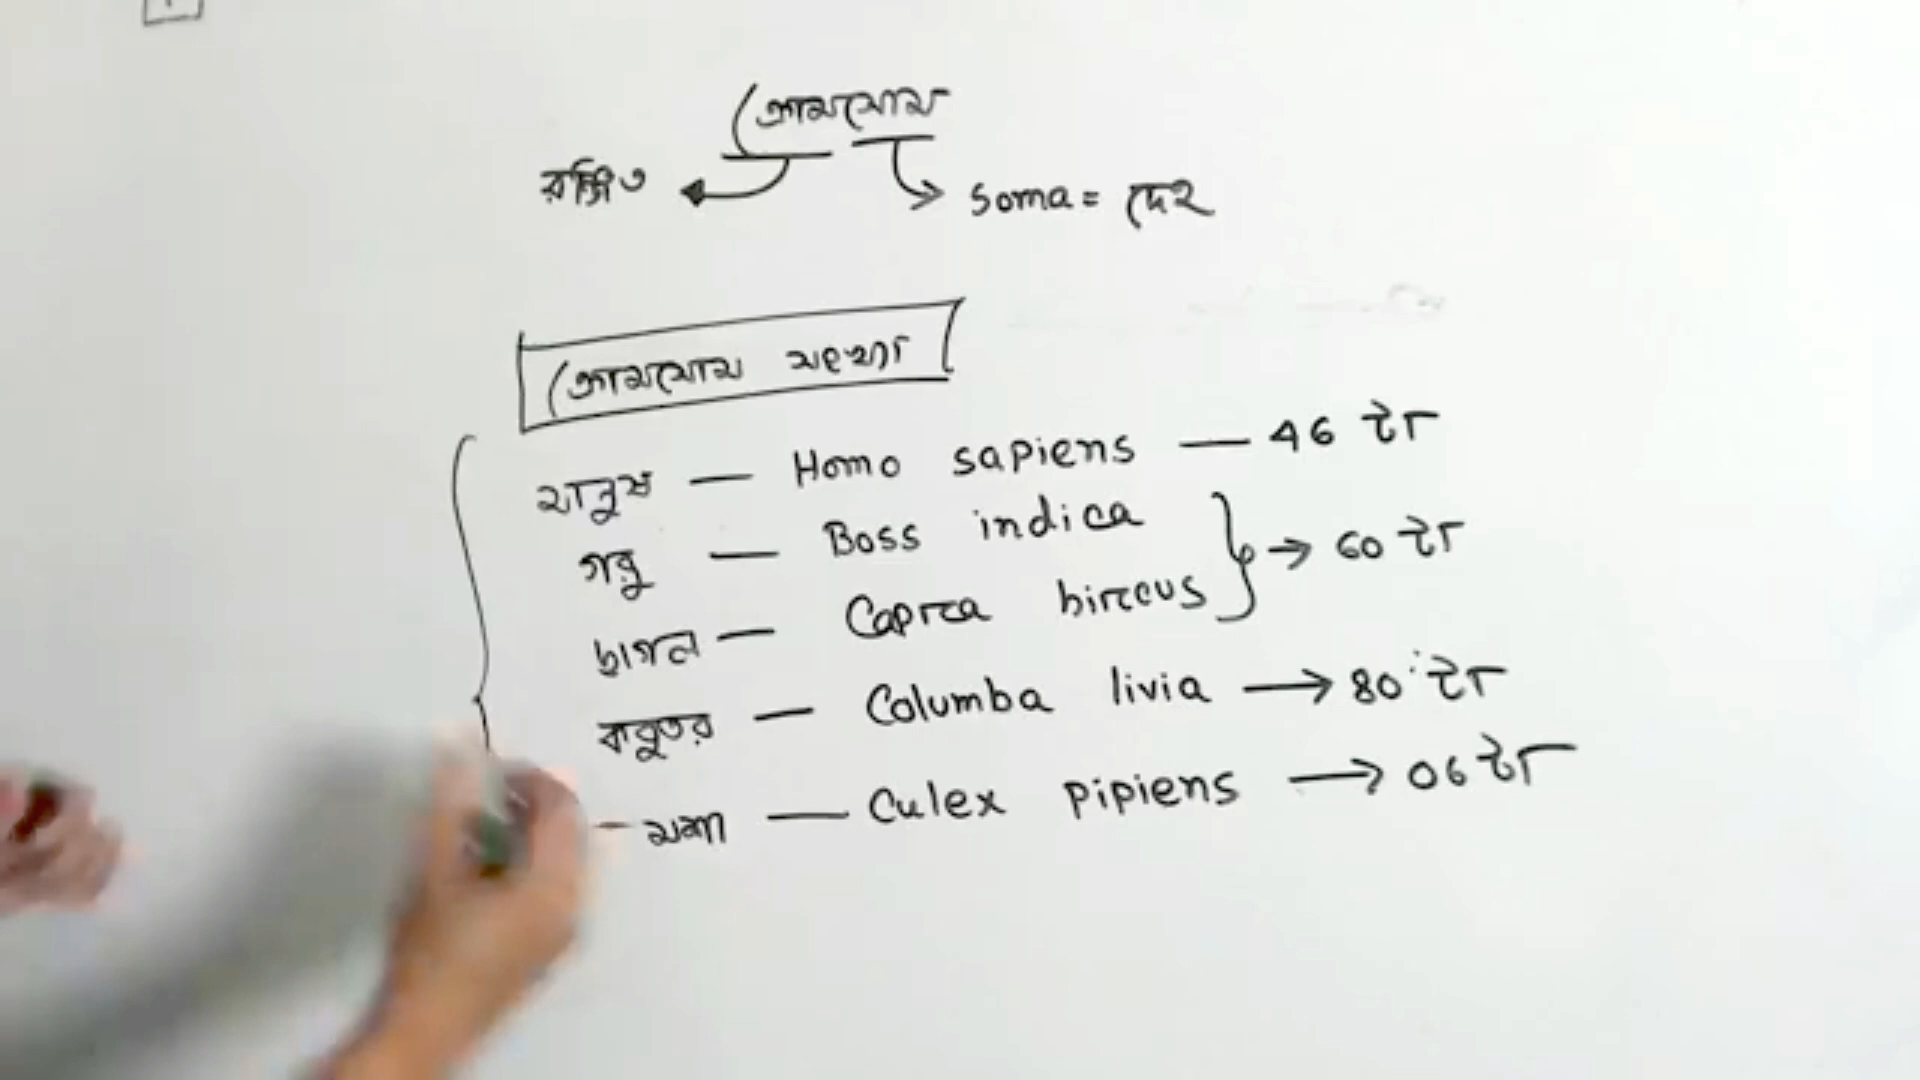 ক্রোমোসোম
রঞ্জিত Soma = দেহ
ক্রোমোসোম সংখ্যা
মানুষ — Homo sapiens — 46 টা
গরু — Boss indica
ছাগল — Capra hircus → 60 টা
কবুতর — Columba livia → 80 টা
মশা — Culex pipiens → 06 টা